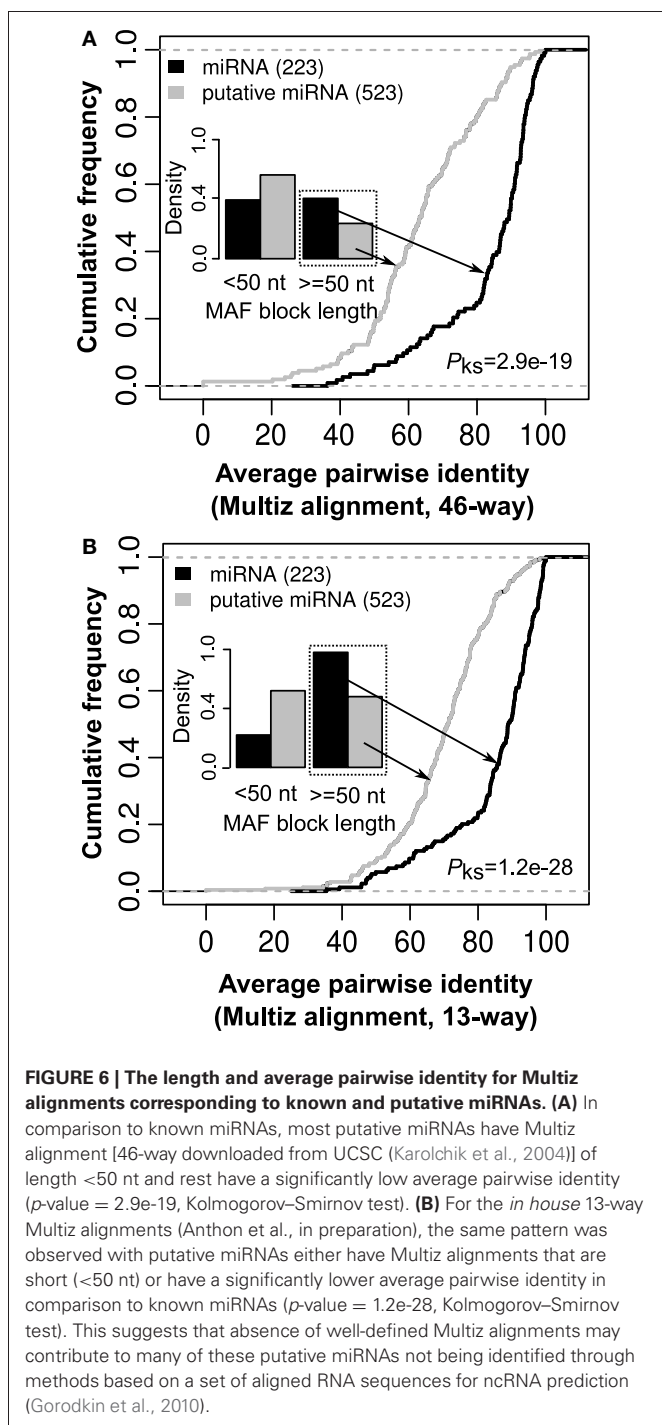 A
miRNA (223)
putative miRNA (523)
Cumulative frequency
0.0 0.2 0.4 0.6 0.8 1.0
Density
0.0 0.4 1.0
<50 nt >=50 nt
MAF block length
Pks=2.9e-19
0 20 40 60 80 100
Average pairwise identity
(Multiz alignment, 46-way)
B
miRNA (223)
putative miRNA (523)
Cumulative frequency
0.0 0.2 0.4 0.6 0.8 1.0
Density
0.0 0.4 1.0
<50 nt >=50 nt
MAF block length
Pks=1.2e-28
0 20 40 60 80 100
Average pairwise identity
(Multiz alignment, 13-way)
FIGURE 6 | The length and average pairwise identity for Multiz
alignments corresponding to known and putative miRNAs. (A) In
comparison to known miRNAs, most putative miRNAs have Multiz
alignment [46-way downloaded from UCSC (Karolchik et al., 2004)] of
length <50 nt and rest have a significantly low average pairwise identity
(p-value = 2.9e-19, Kolmogorov–Smirnov test). (B) For the in house 13-way
Multiz alignments (Anthon et al., in preparation), the same pattern was
observed with putative miRNAs either have Multiz alignments that are
short (<50 nt) or have a significantly lower average pairwise identity in
comparison to known miRNAs (p-value = 1.2e-28, Kolmogorov–Smirnov
test). This suggests that absence of well-defined Multiz alignments may
contribute to many of these putative miRNAs not being identified through
methods based on a set of aligned RNA sequences for ncRNA prediction
(Gorodkin et al., 2010).